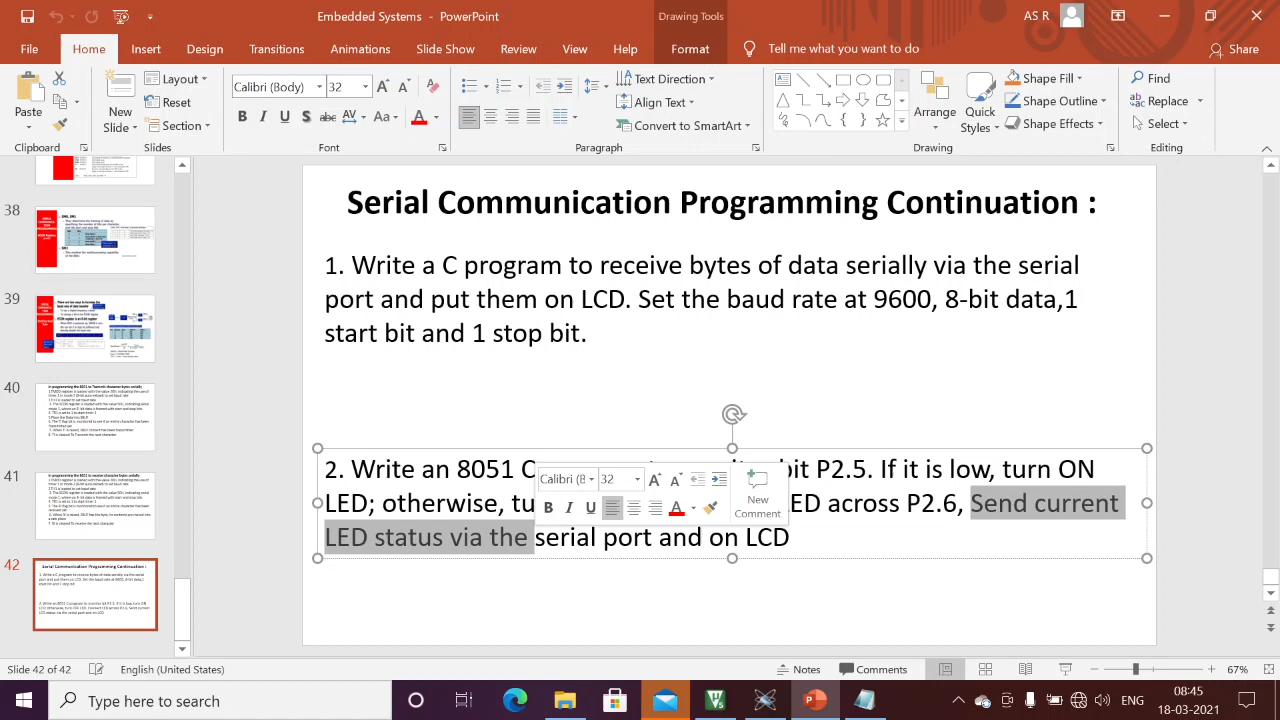 Embedded Systems - PowerPoint
Drawing Tools
AS R
File Home Insert Design Transitions Animations Slide Show Review View Help Format Tell me what you want to do Share
Paste
New Slide
Layout
Reset
Section
Calibri (Body) 32
B I U S abc AV Aa A
Text Direction
Align Text
Convert to SmartArt
Arrange
Quick Styles
Shape Fill
Shape Outline
Shape Effects
Find
Replace
Select
Clipboard Slides Font Paragraph Drawing Editing
38
39
40
41
42
Serial Communication Programming Continuation :
1. Write a C program to receive bytes of data serially via the serial
port and put them on LCD. Set the baud rate at 9600, 8-bit data,1
start bit and 1 stop bit.
2. Write an 8051 C bit P2.5. If it is low, turn ON
LED; otherwise, tu ED across P2.6, Send current
LED status via the serial port and on LCD
Calibri (B 32
B I U A
New Comment
Slide 42 of 42 English (United States) Notes Comments 67%
Type here to search
ENG
08:45
18-03-2021